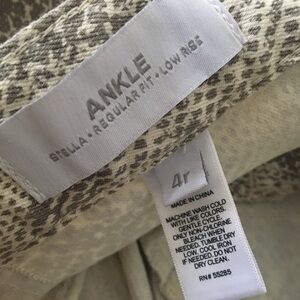 ANKLE
STELLA • REGULAR FIT • LOW RISE
4r
MADE IN CHINA
MACHINE WASH COLD
WITH LIKE COLORS.
GENTLE CYCLE.
ONLY NON-CHLORINE
BLEACH WHEN
NEEDED. TUMBLE DRY
LOW. COOL IRON
IF NEEDED. DO NOT
DRY CLEAN.
RN# 55285